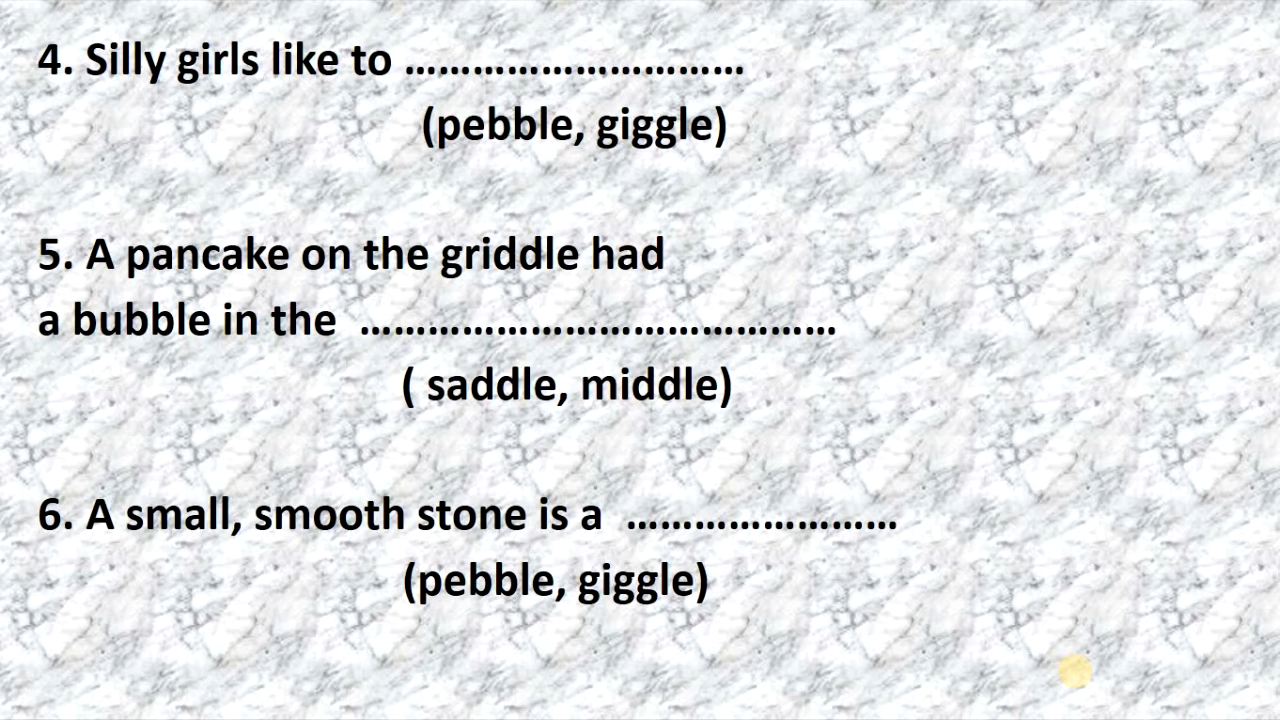 4. Silly girls like to ..............................
(pebble, giggle)
5. A pancake on the griddle had
a bubble in the ..........................................
( saddle, middle)
6. A small, smooth stone is a ........................
(pebble, giggle)